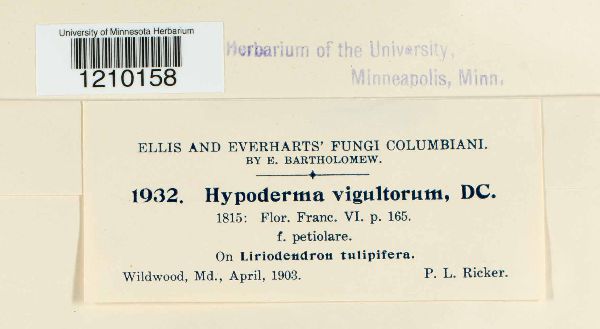 University of Minnesota Herbarium
1210158
Herbarium of the University,
Minneapolis, Minn.
ELLIS AND EVERHARTS' FUNGI COLUMBIANI.
BY E. BARTHOLOMEW.
1932. Hypoderma vigultorum, DC.
1815: Flor. Franc. VI. p. 165.
f. petiolare.
On Liriodendron tulipifera.
Wildwood, Md., April, 1903. P. L. Ricker.